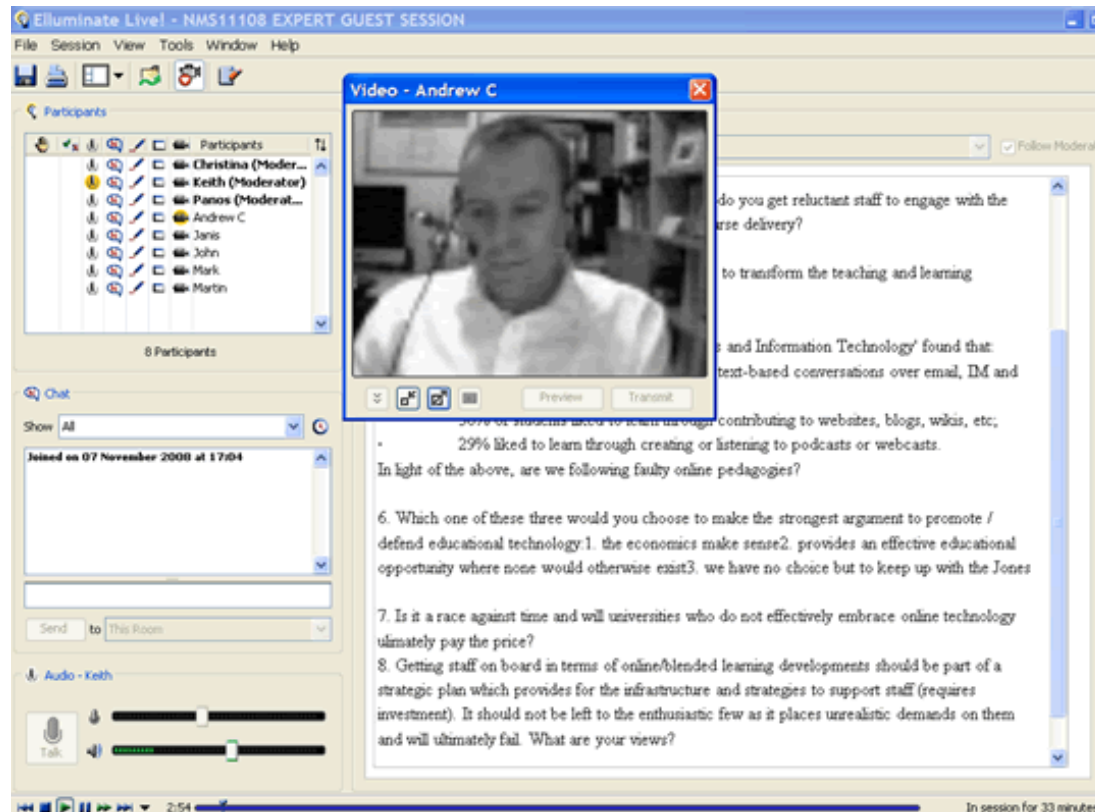 Elluminate Live! - NMS11108 EXPERT GUEST SESSION
File Session View Tools Window Help
Participants
Participants
Christina (Moder...
Keith (Moderator)
Panos (Moderat...
Andrew C
Janis
John
Mark
Martin
8 Participants
Chat
Show All
Joined on 07 November 2008 at 17:04
Send to This Room
Audio - Keith
Talk
Video - Andrew C
Preview Transmit
Follow Moderat
do you get reluctant staff to engage with the
rse delivery?
to transform the teaching and learning
s and Information Technology' found that:
text-based conversations over email, IM and
students liked to learn through contributing to websites, blogs, wikis, etc;
- 29% liked to learn through creating or listening to podcasts or webcasts.
In light of the above, are we following faulty online pedagogies?
6. Which one of these three would you choose to make the strongest argument to promote /
defend educational technology:1. the economics make sense2. provides an effective educational
opportunity where none would otherwise exist3. we have no choice but to keep up with the Jones
7. Is it a race against time and will universities who do not effectively embrace online technology
ulimately pay the price?
8. Getting staff on board in terms of online/blended learning developments should be part of a
strategic plan which provides for the infrastructure and strategies to support staff (requires
investment). It should not be left to the enthusiastic few as it places unrealistic demands on them
and will ultimately fail. What are your views?
2:54
In session for 33 minutes